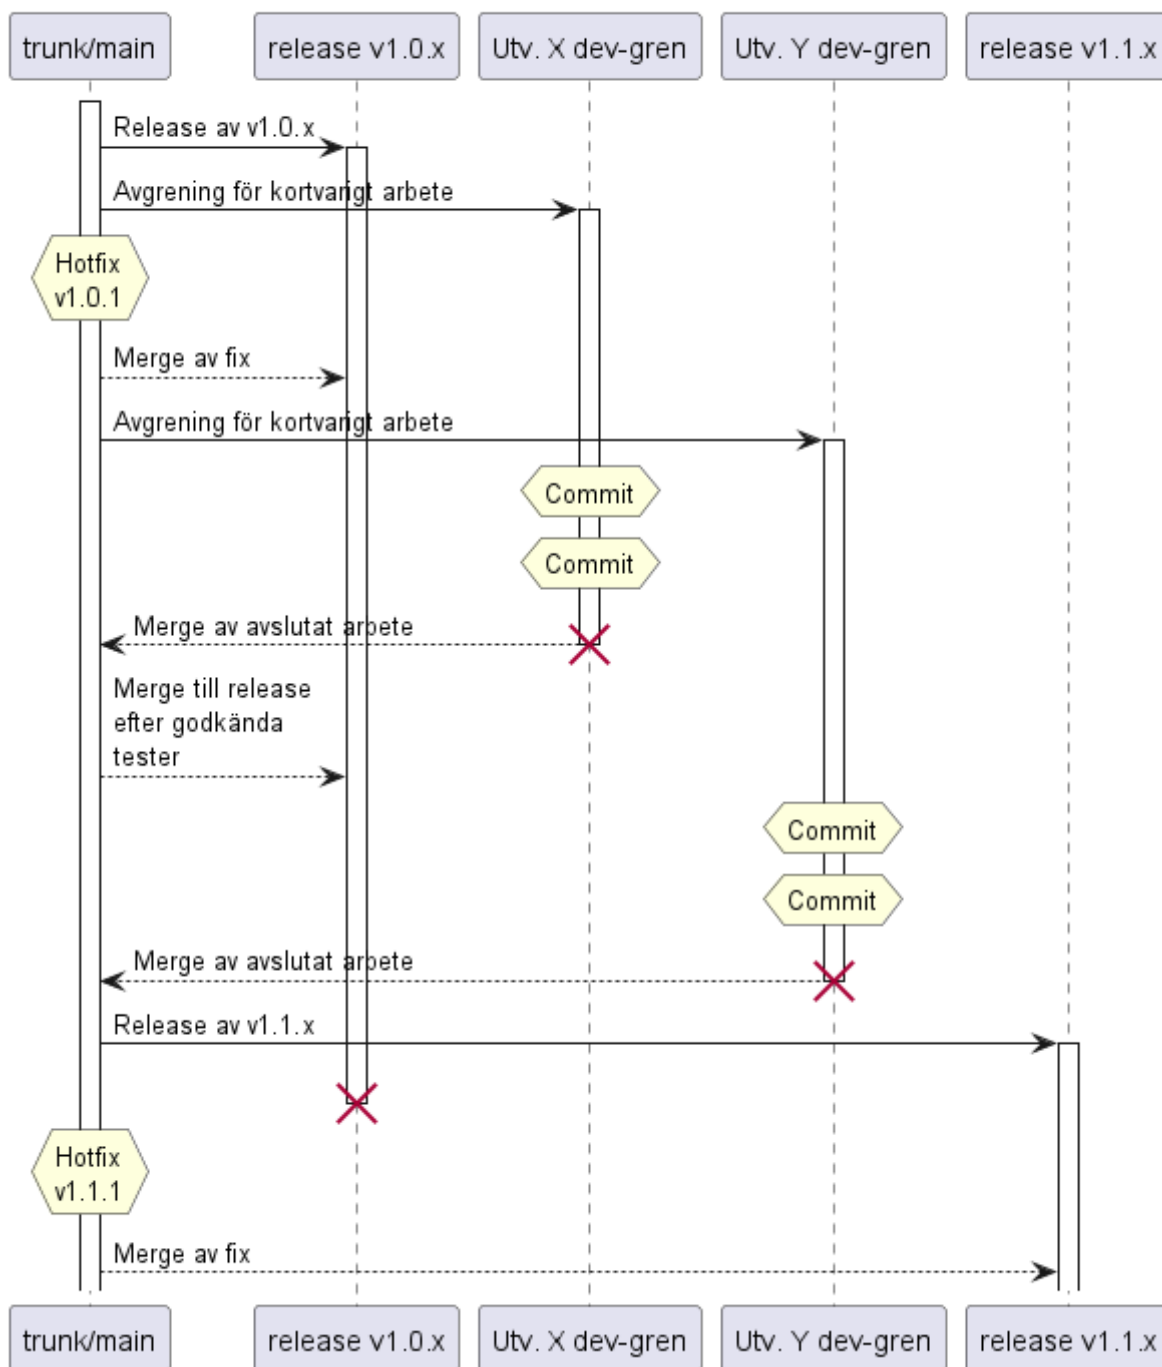 trunk/main
release v1.0.x
Utv. X dev-gren
Utv. Y dev-gren
release v1.1.x
Release av v1.0.x
Avgrening för kortvarigt arbete
Hotfix
v1.0.1
Merge av fix
Avgrening för kortvarigt arbete
Commit
Commit
Merge av avslutat arbete
Merge till release
efter godkända
tester
Commit
Commit
Merge av avslutat arbete
Release av v1.1.x
Hotfix
v1.1.1
Merge av fix
trunk/main
release v1.0.x
Utv. X dev-gren
Utv. Y dev-gren
release v1.1.x